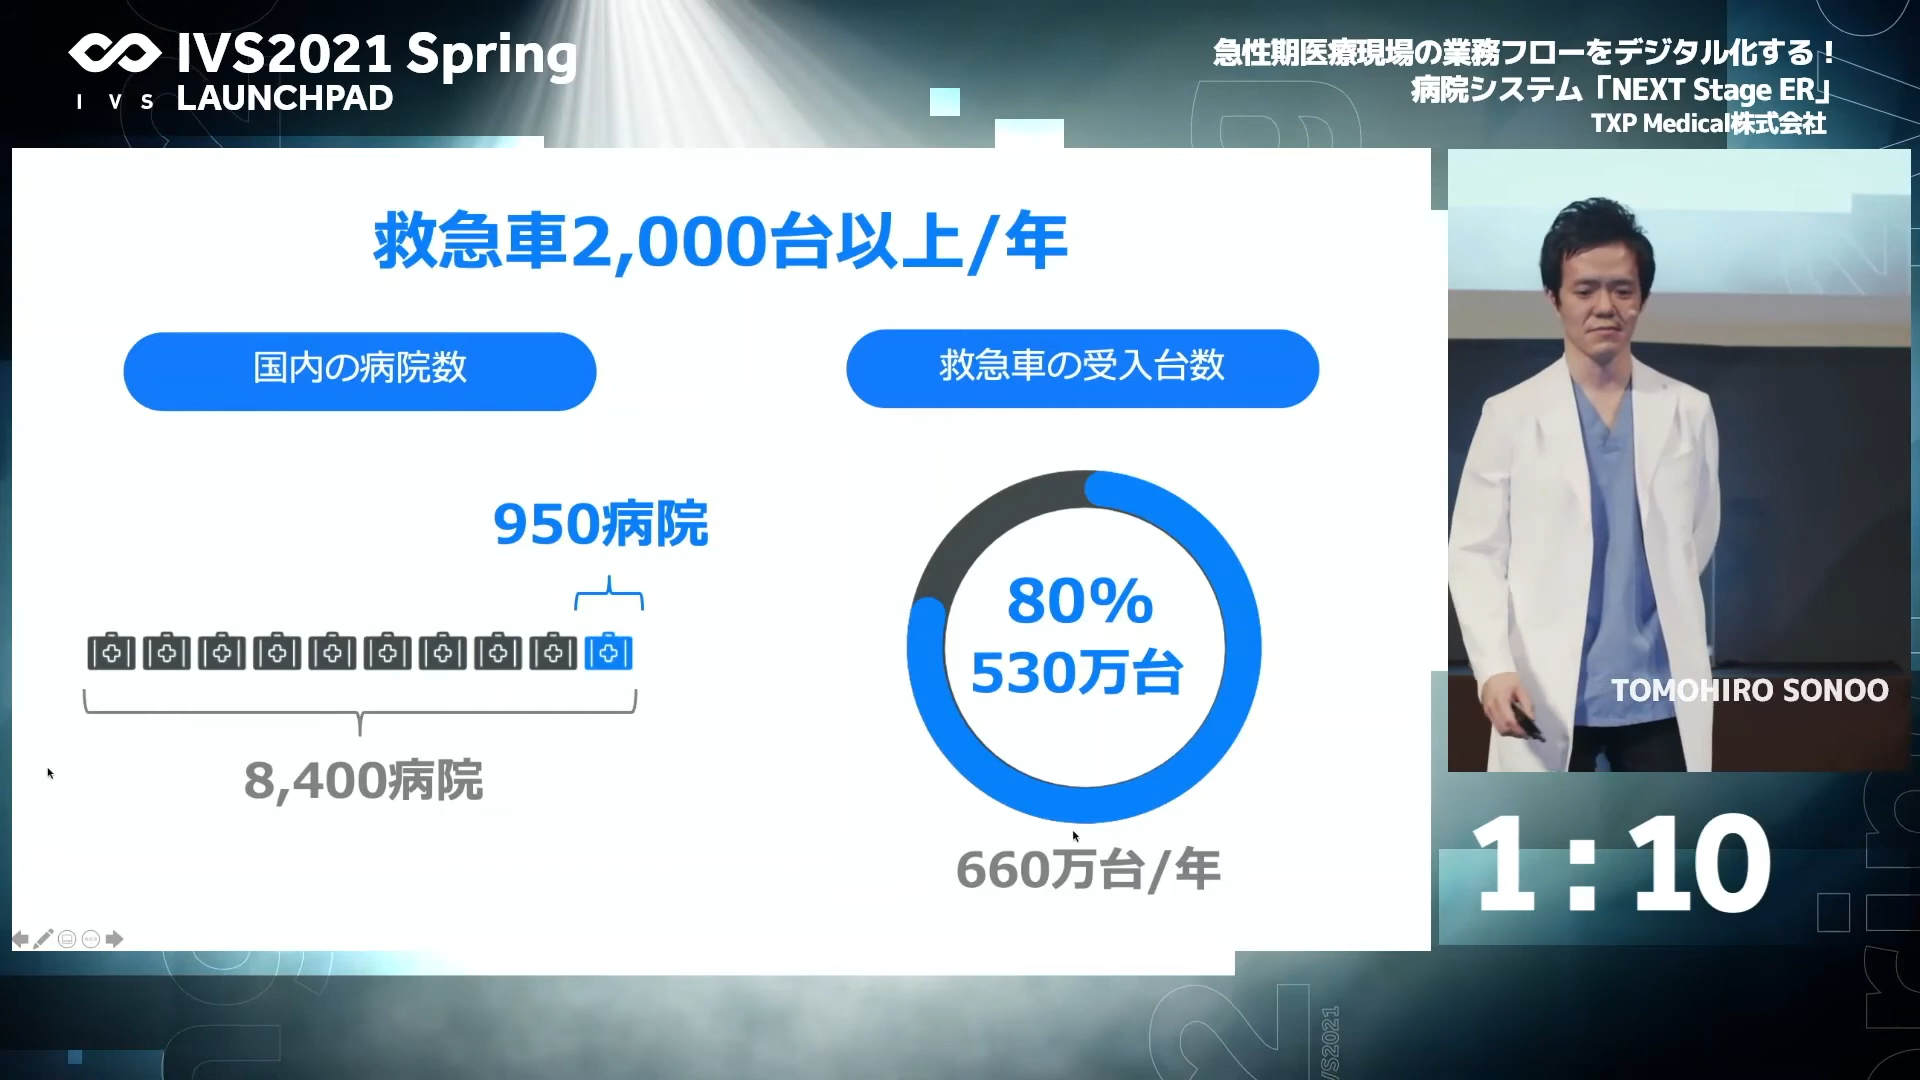 IVS2021 Spring
IVS LAUNCHPAD
急性期医療現場の業務フローをデジタル化する！
病院システム「NEXT Stage ER」
TXP Medical株式会社
救急車2,000台以上/年
国内の病院数
救急車の受入台数
950病院
8,400病院
80%
530万台
660万台/年
TOMOHIRO SONOO
1:10
IVS2021